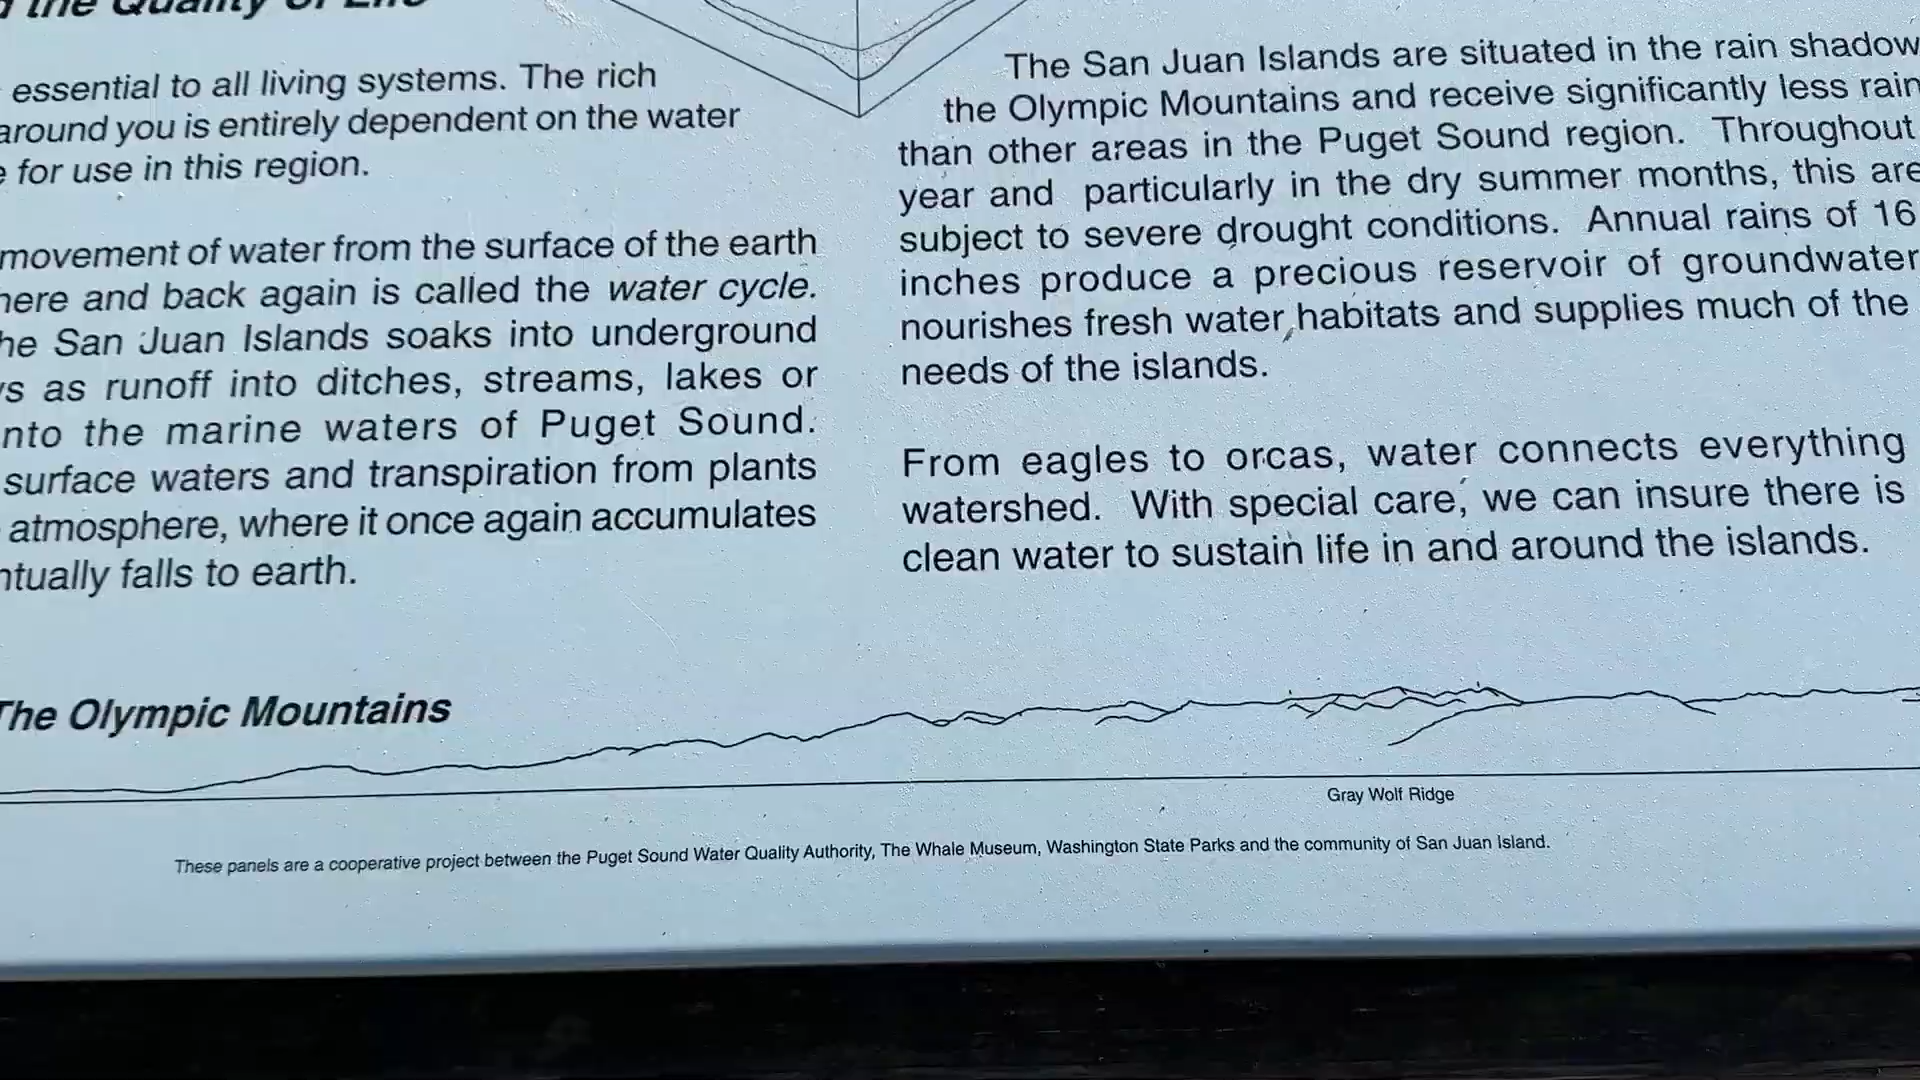 the Quality of Life
essential to all living systems. The rich
around you is entirely dependent on the water
for use in this region.
movement of water from the surface of the earth
and back again is called the water cycle.
San Juan Islands soaks into underground
as runoff into ditches, streams, lakes or
the marine waters of Puget Sound.
surface waters and transpiration from plants
atmosphere, where it once again accumulates
falls to earth.
The San Juan Islands are situated in the rain shadow
the Olympic Mountains and receive significantly less rain
than other areas in the Puget Sound region. Throughout
year and particularly in the dry summer months, this
subject to severe drought conditions. Annual rains of 16
inches produce a precious reservoir of groundwater
nourishes fresh water habitats and supplies much of the
needs of the islands.
From eagles to orcas, water connects everything
watershed. With special care, we can insure there is
clean water to sustain life in and around the islands.
The Olympic Mountains
Gray Wolf Ridge
These panels are a cooperative project between the Puget Sound Water Quality Authority, The Whale Museum, Washington State Parks and the community of San Juan Island.